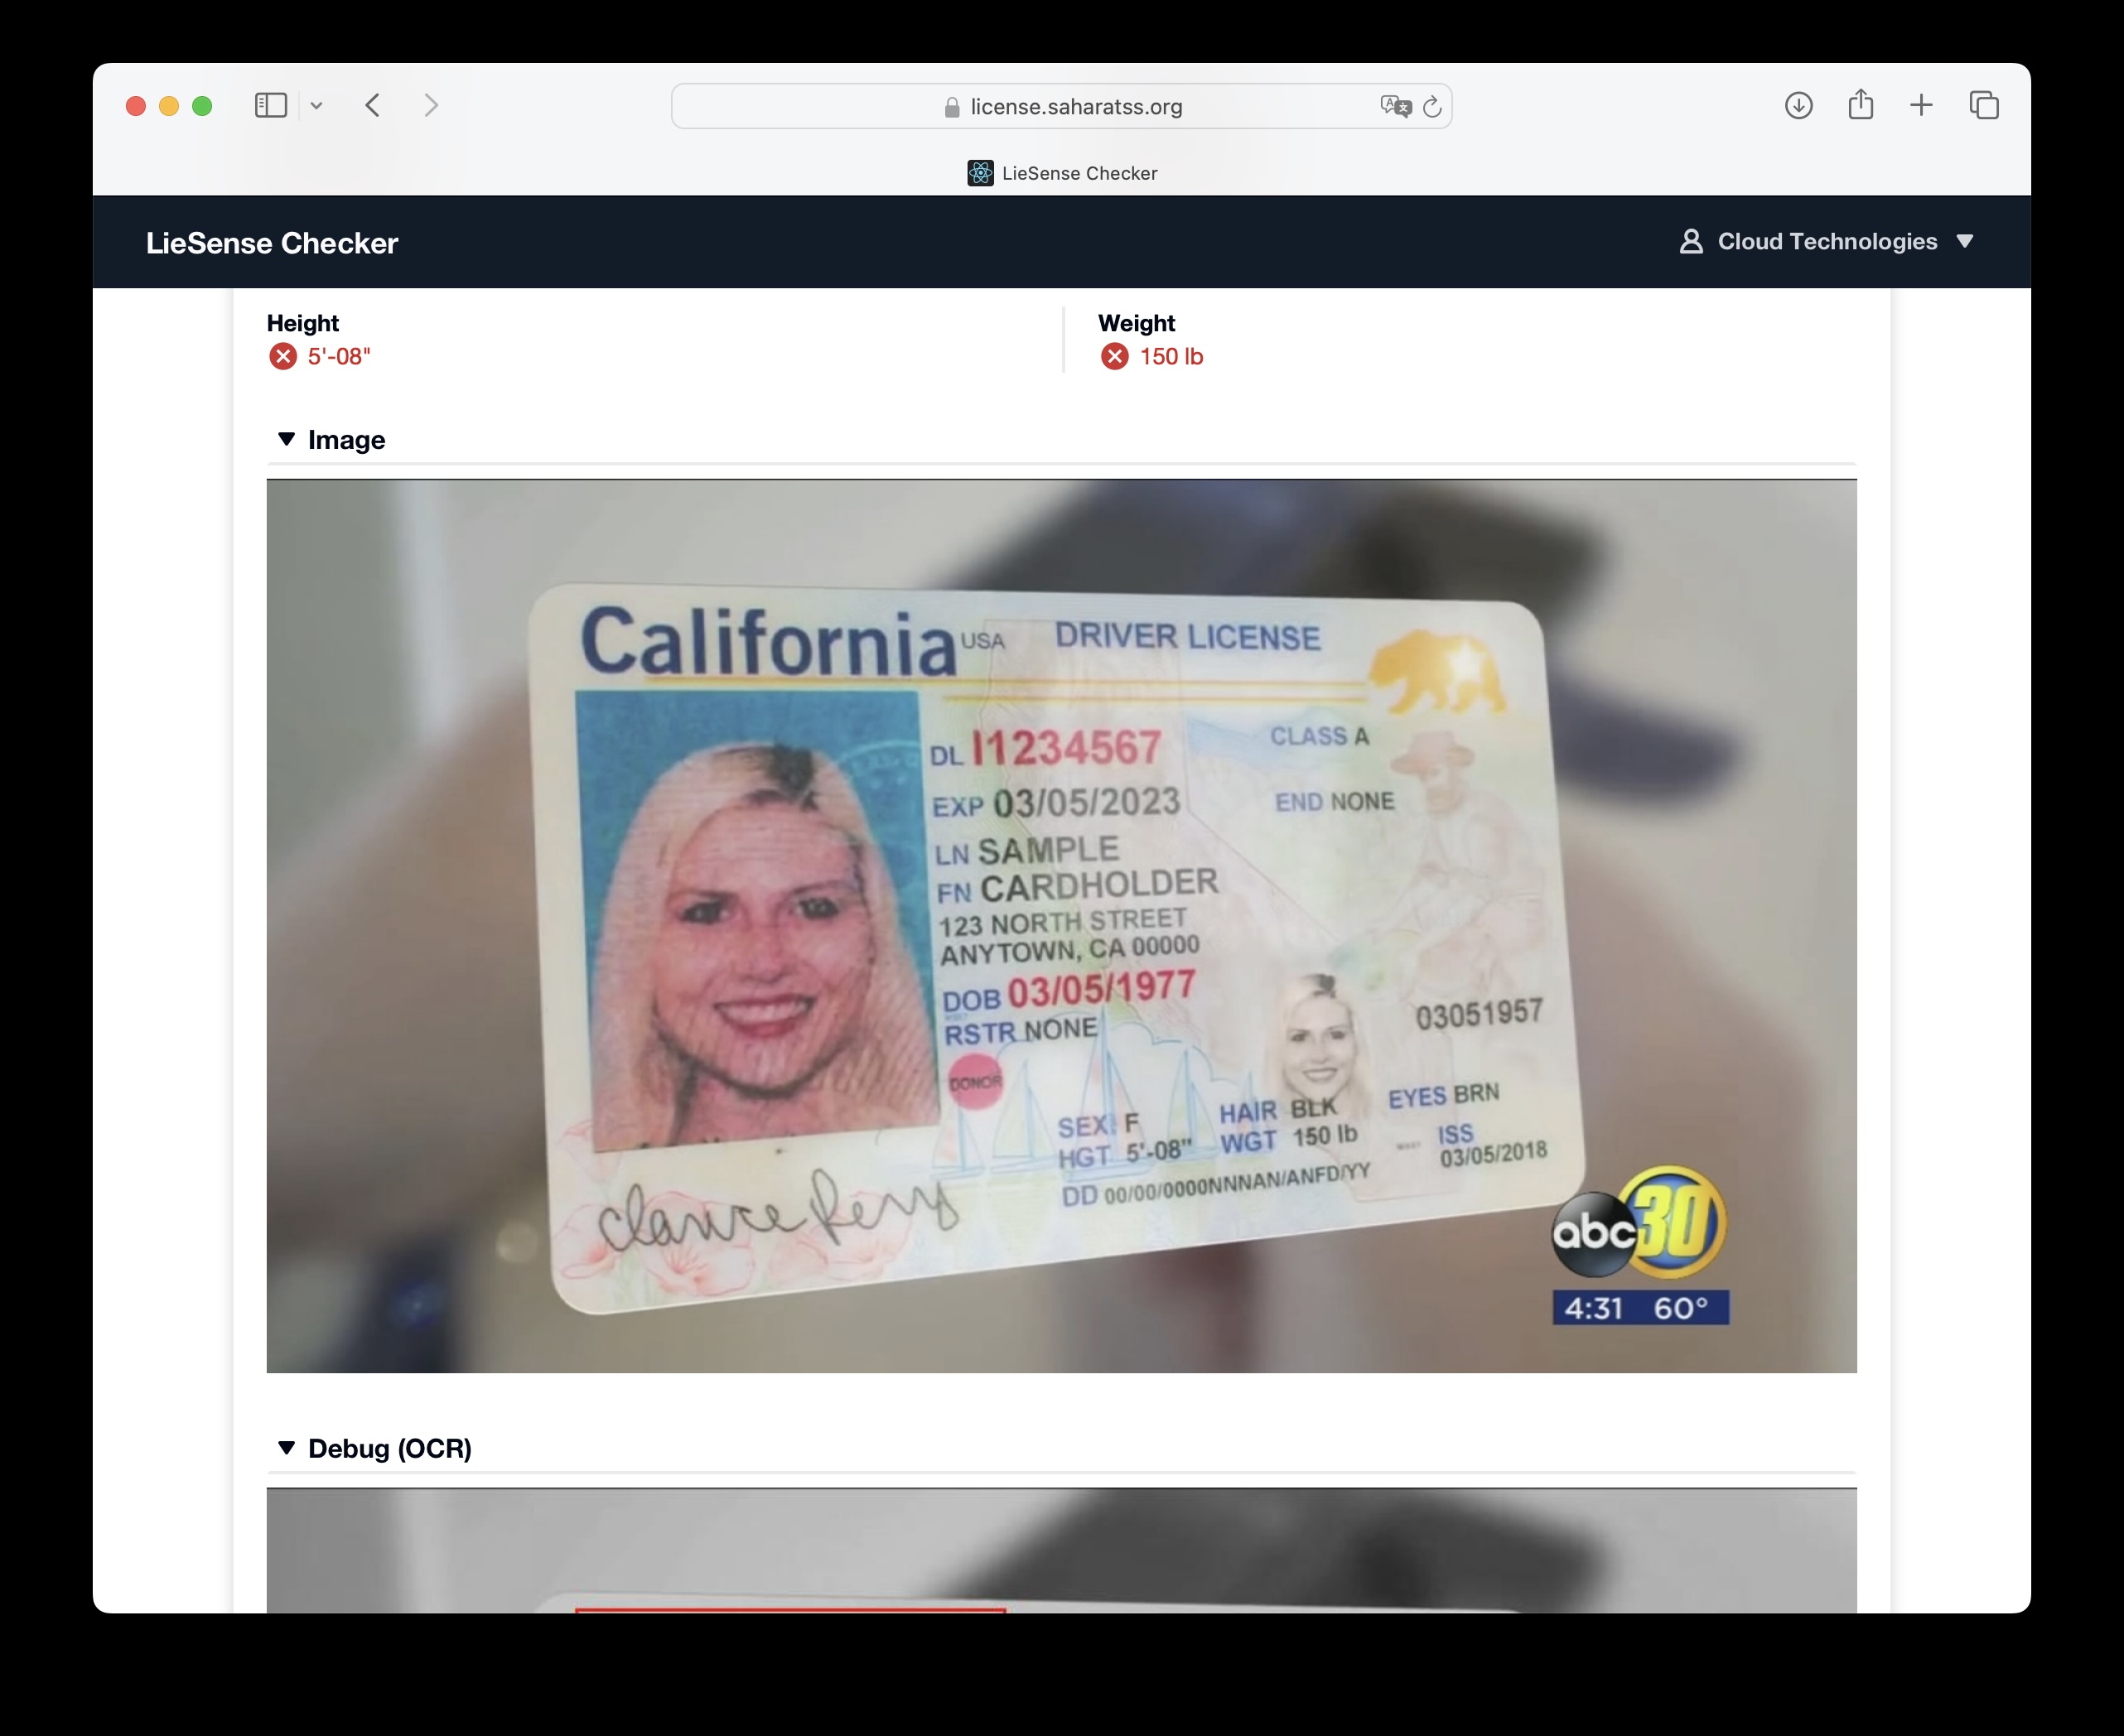 license.saharatss.org
LieSense Checker
LieSense Checker
Cloud Technologies
Height
5'-08"
Weight
150 lb
Image
California USA DRIVER LICENSE
DL I1234567
CLASS A
EXP 03/05/2023
END NONE
LN SAMPLE
FN CARDHOLDER
123 NORTH STREET
ANYTOWN, CA 00000
DOB 03/05/1977
RSTR NONE
03051957
DONOR
SEX F
HAIR BLK
EYES BRN
HGT 5'-08"
WGT 150 lb
ISS
03/05/2018
DD 00/00/0000NNNAN/ANFD/YY
abc30
4:31 60°
Debug (OCR)